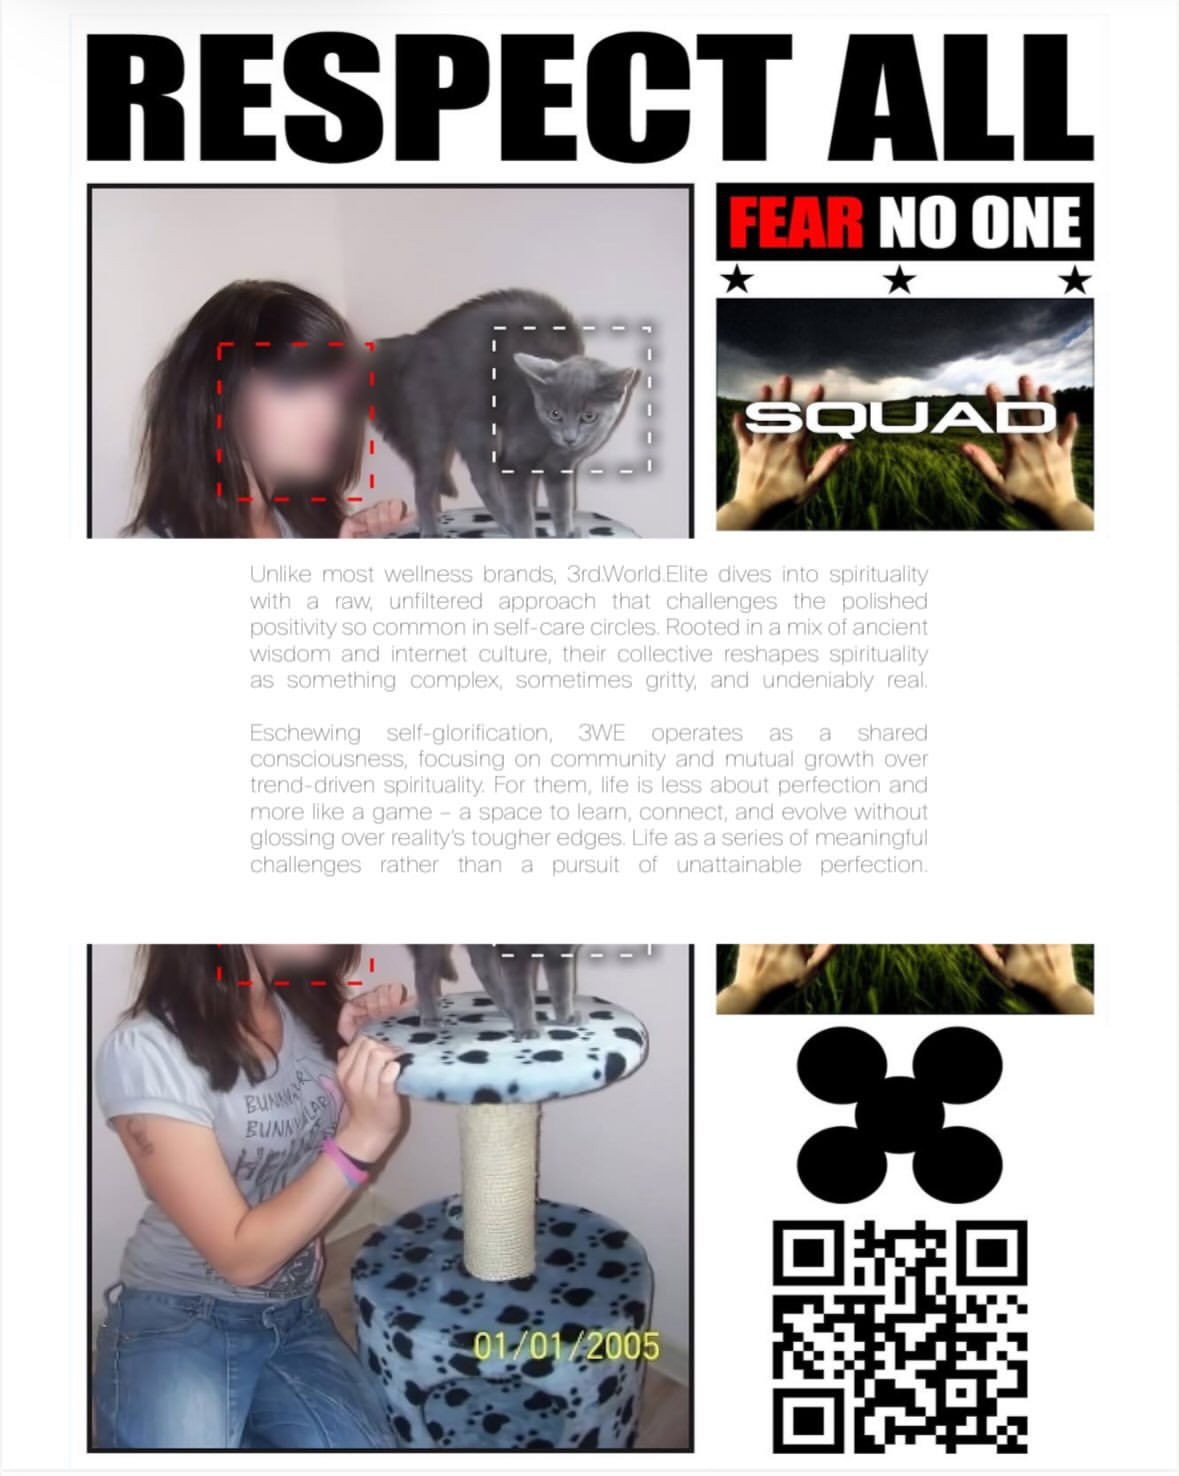 RESPECT ALL
FEAR NO ONE
SQUAD
Unlike most wellness brands, 3rd.World.Elite dives into spirituality
with a raw, unfiltered approach that challenges the polished
positivity so common in self-care circles. Rooted in a mix of ancient
wisdom and internet culture, their collective reshapes spirituality
as something complex, sometimes gritty, and undeniably real.
Eschewing self-glorification, 3WE operates as a shared
consciousness, focusing on community and mutual growth over
trend-driven spirituality. For them, life is less about perfection and
more like a game – a space to learn, connect, and evolve without
glossing over reality's tougher edges. Life as a series of meaningful
challenges rather than a pursuit of unattainable perfection.
BUNNY
BUNNY
01/01/2005